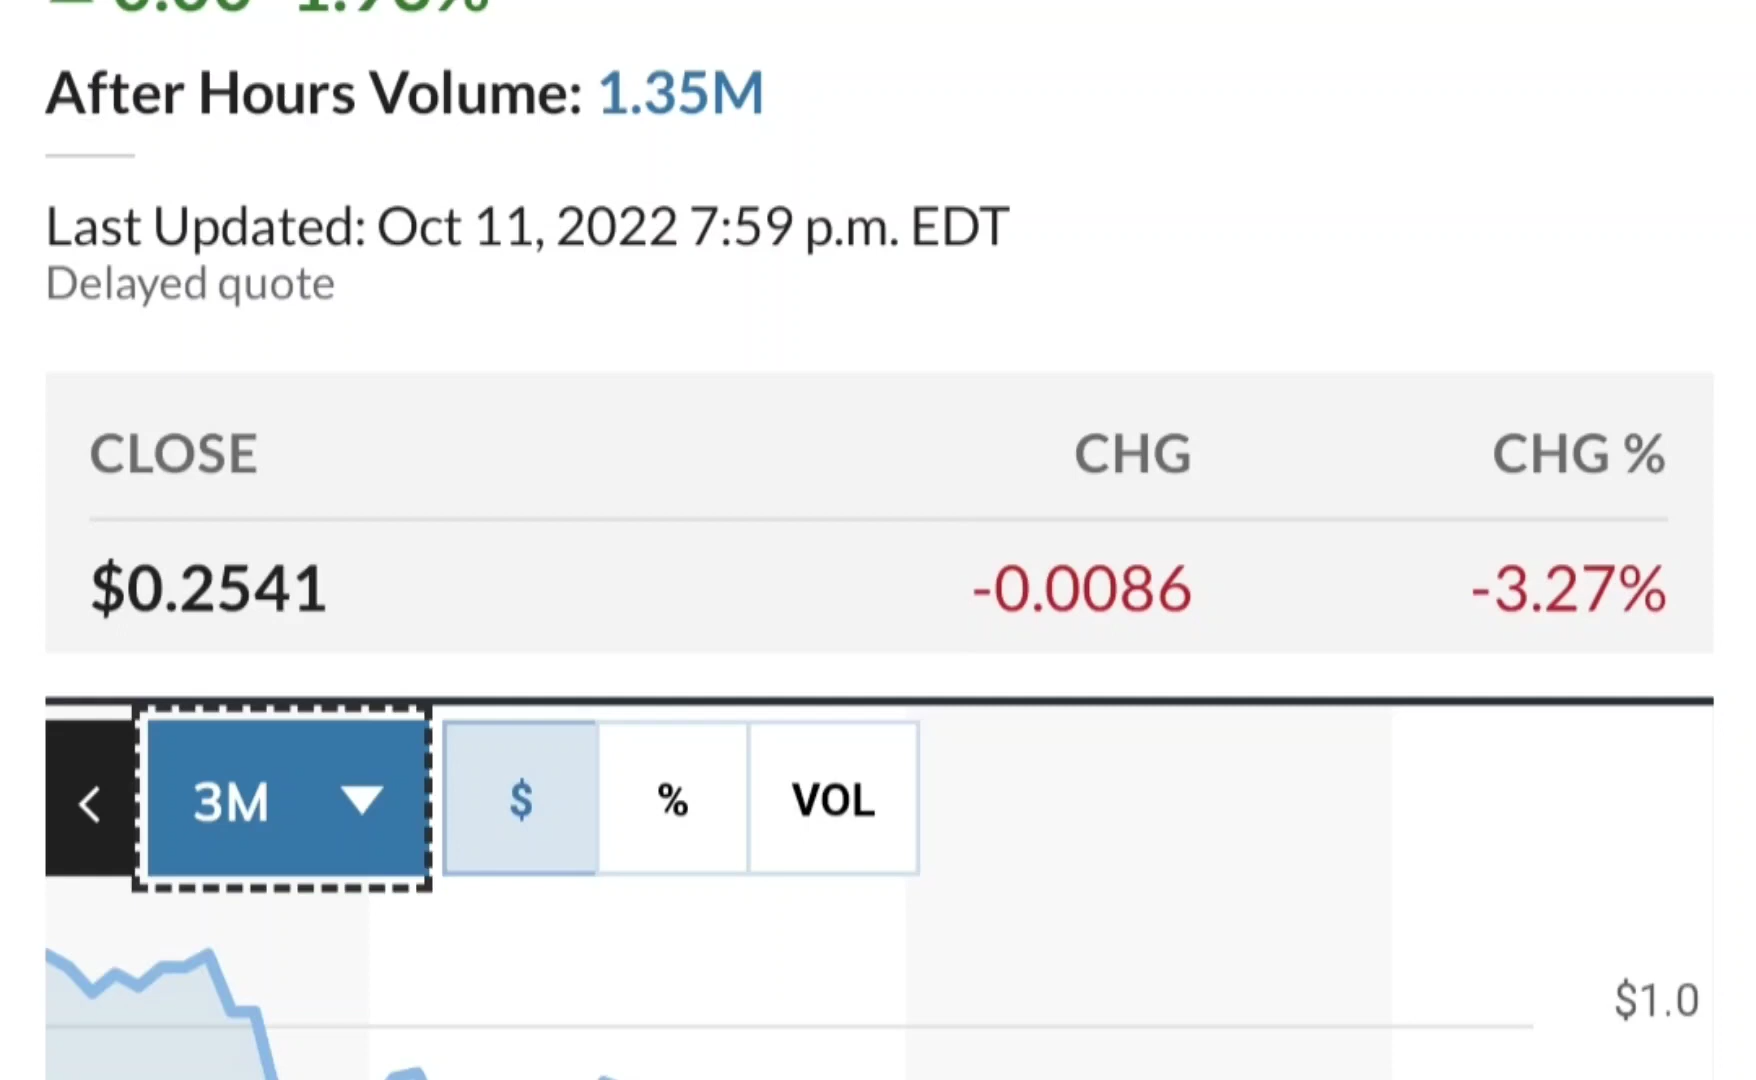 After Hours Volume: 1.35M
Last Updated: Oct 11, 2022 7:59 p.m. EDT
Delayed quote
CLOSE CHG CHG %
$0.2541 -0.0086 -3.27%
3M $ % VOL
$1.0